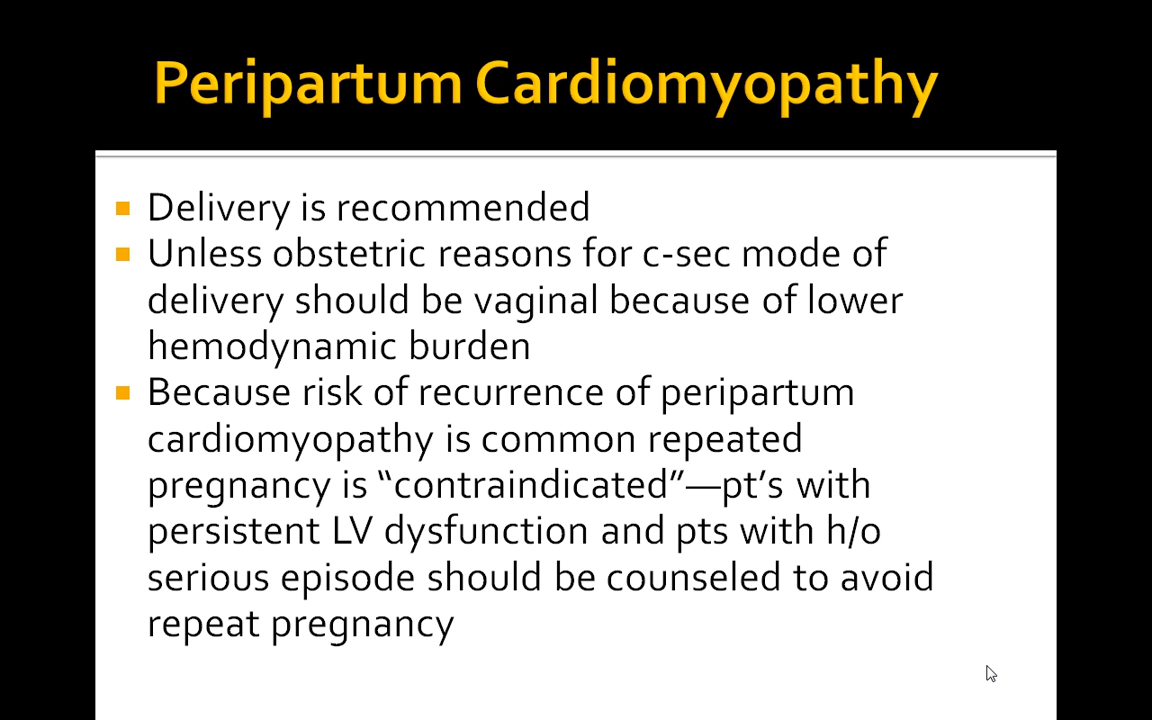 Peripartum Cardiomyopathy
Delivery is recommended
Unless obstetric reasons for c-sec mode of
delivery should be vaginal because of lower
hemodynamic burden
Because risk of recurrence of peripartum
cardiomyopathy is common repeated
pregnancy is “contraindicated”—pt’s with
persistent LV dysfunction and pts with h/o
serious episode should be counseled to avoid
repeat pregnancy